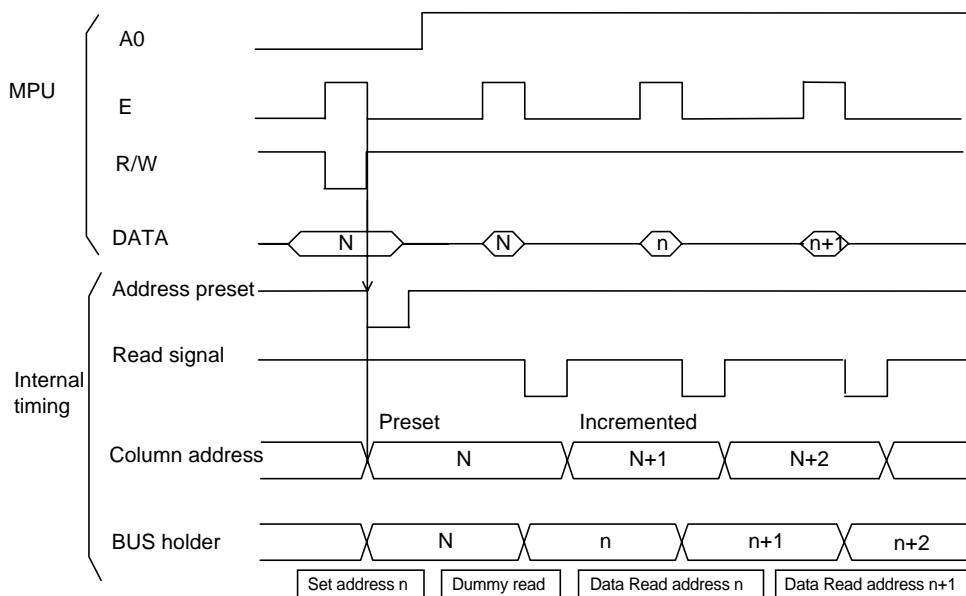 A0
MPU
E
R/W
DATA N N n n+1
Address preset
Read signal
Internal
timing
Preset Incremented
Column address N N+1 N+2
BUS holder N n n+1 n+2
Set address n Dummy read Data Read address n Data Read address n+1